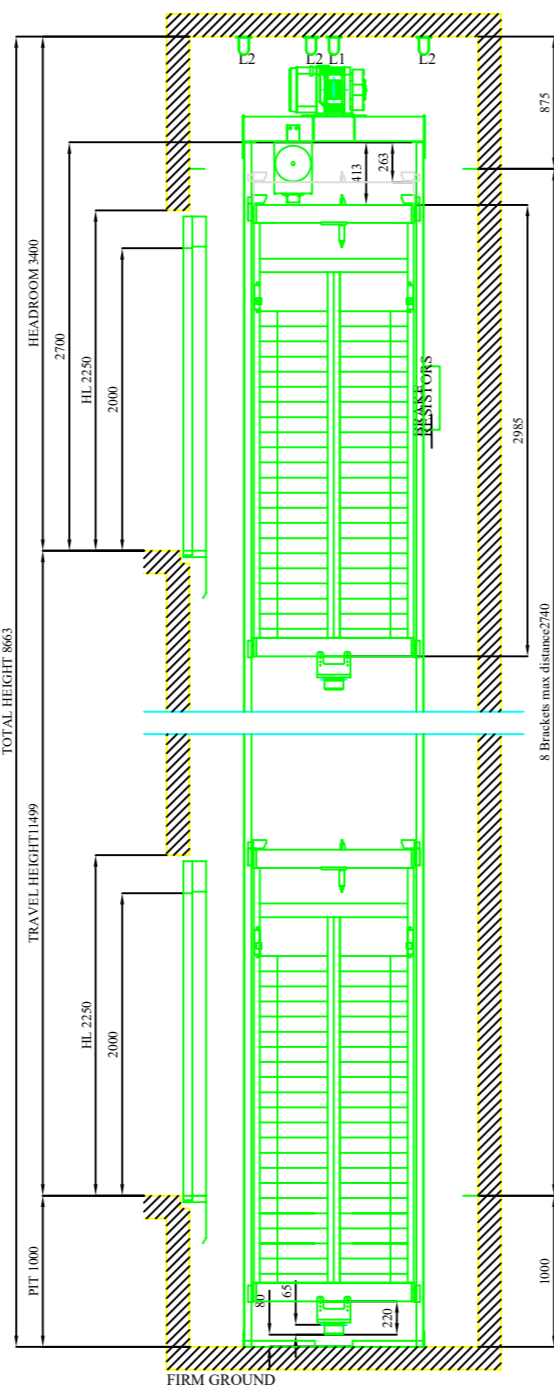 L2
L2
L1
L2
875
263
413
HEADROOM 3400
2700
HL 2250
2000
BRAKE
RESISTORS
2985
TOTAL HEIGHT 8663
8 Brackets max distance2740
TRAVEL HEIGHT11499
HL 2250
2000
PIT 1000
80
65
220
1000
FIRM GROUND